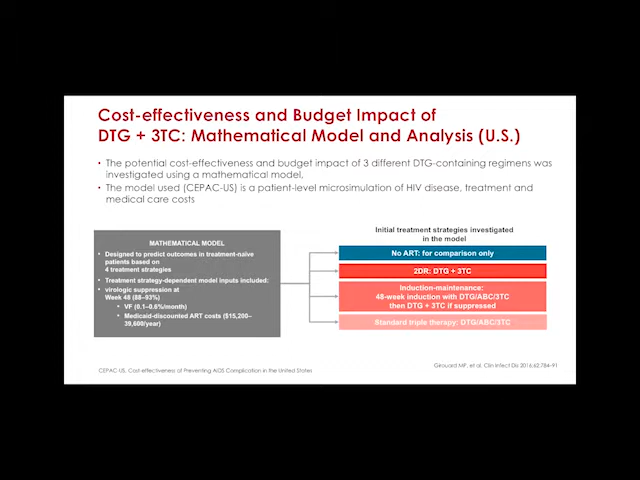 Cost-effectiveness and Budget Impact of
DTG + 3TC: Mathematical Model and Analysis (U.S.)
• The potential cost-effectiveness and budget impact of 3 different DTG-containing regimens was
investigated using a mathematical model,
• The model used (CEPAC-US) is a patient-level microsimulation of HIV disease, treatment and
medical care costs
MATHEMATICAL MODEL
• Designed to predict outcomes in treatment-naïve
patients based on
4 treatment strategies
• Treatment strategy-dependent model inputs included:
• virologic suppression at
Week 48 (88–93%)
• VF (0.1–0.6%/month)
• Medicaid-discounted ART costs ($15,200–
39,600/year)
Initial treatment strategies investigated
in the model
No ART: for comparison only
2DR: DTG + 3TC
Induction-maintenance:
48-week induction with DTG/ABC/3TC
then DTG + 3TC if suppressed
Standard triple therapy: DTG/ABC/3TC
CEPAC US, Cost effectiveness of Preventing AIDS Complication in the United States
Girouard MP, et al. Clin Infect Dis 2016;62:784–91